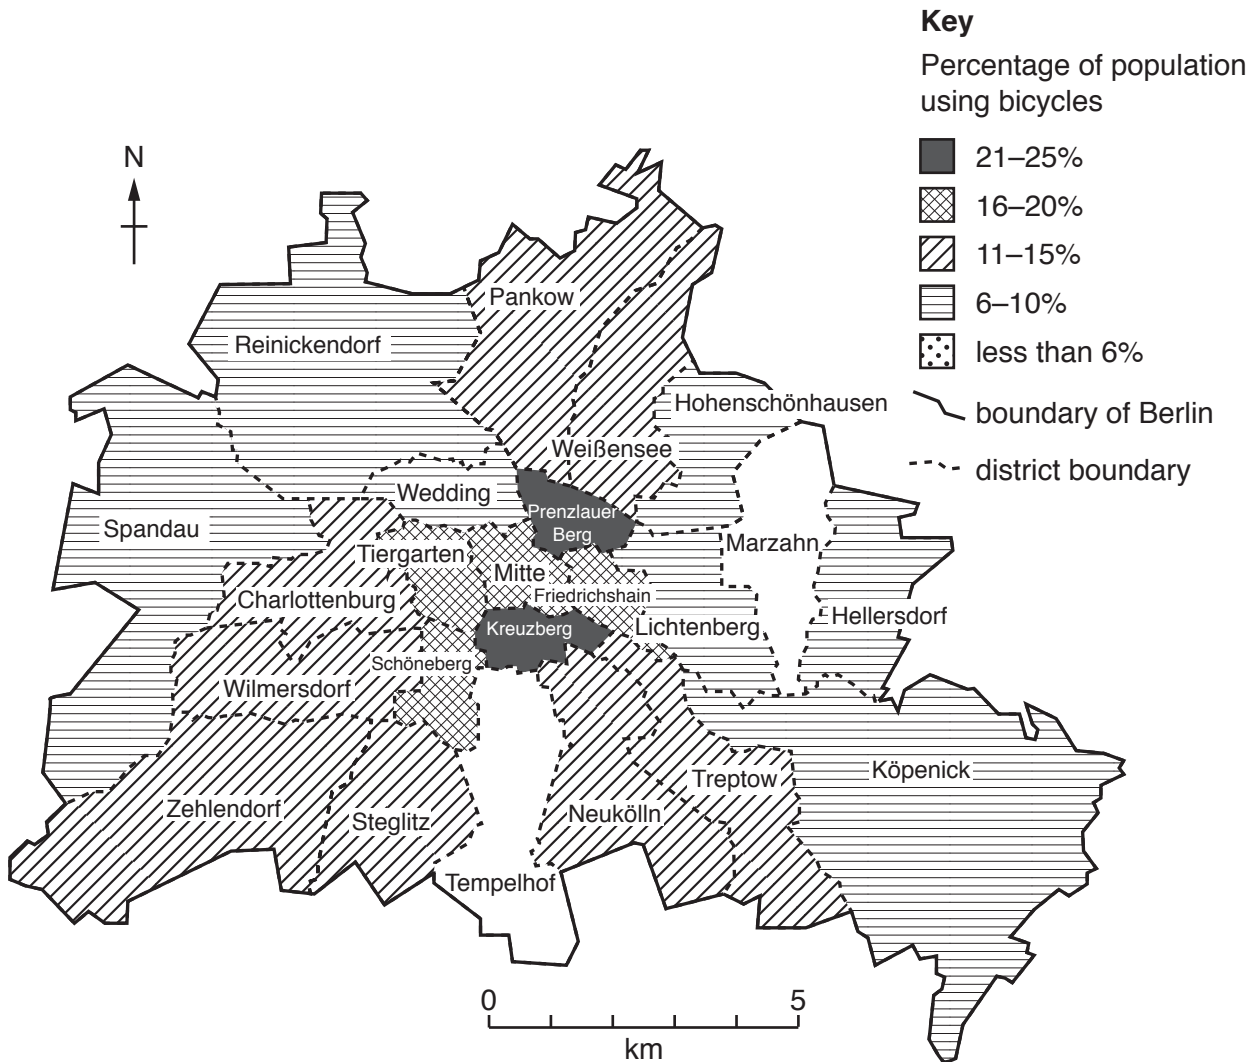 Key
Percentage of population
using bicycles
21–25%
16–20%
11–15%
6–10%
less than 6%
boundary of Berlin
district boundary
N
Pankow
Reinickendorf
Hohenschönhausen
Weißensee
Wedding
Prenzlauer
Berg
Spandau
Tiergarten
Marzahn
Mitte
Friedrichshain
Charlottenburg
Kreuzberg
Lichtenberg
Hellersdorf
Schöneberg
Wilmersdorf
Köpenick
Treptow
Zehlendorf
Steglitz
Neukölln
Tempelhof
0 5
km